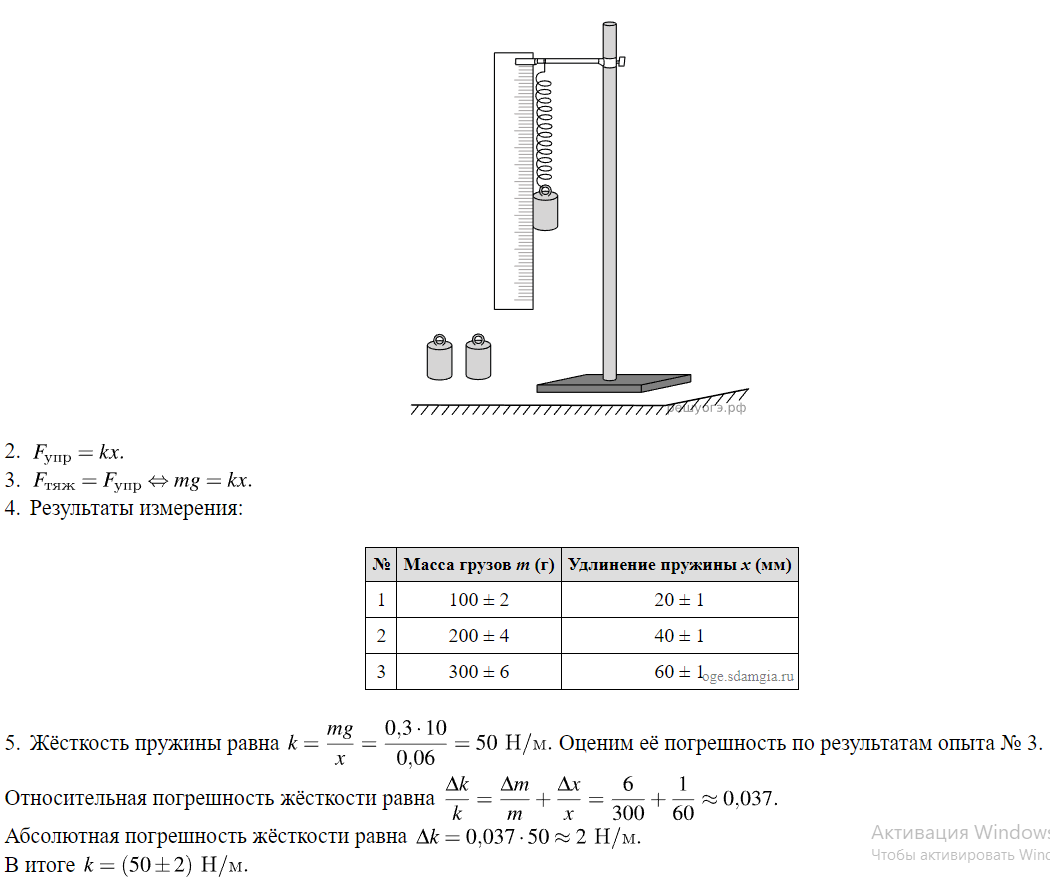 решуогэ.рф
2. Fупр = kx.
3. Fтяж = Fупр ⇔ mg = kx.
4. Результаты измерения:
№ Масса грузов m (г) Удлинение пружины x (мм)
1 100 ± 2 20 ± 1
2 200 ± 4 40 ± 1
3 300 ± 6 60 ± 1
oge.sdamgia.ru
5. Жёсткость пружины равна k = mg/x = 0,3 · 10/0,06 = 50 Н/м. Оценим её погрешность по результатам опыта № 3.
Относительная погрешность жёсткости равна Δk/k = Δm/m + Δx/x = 6/300 + 1/60 ≈ 0,037.
Абсолютная погрешность жёсткости равна Δk = 0,037 · 50 ≈ 2 Н/м.
В итоге k = (50 ± 2) Н/м.
Активация Windows
Чтобы активировать Wind